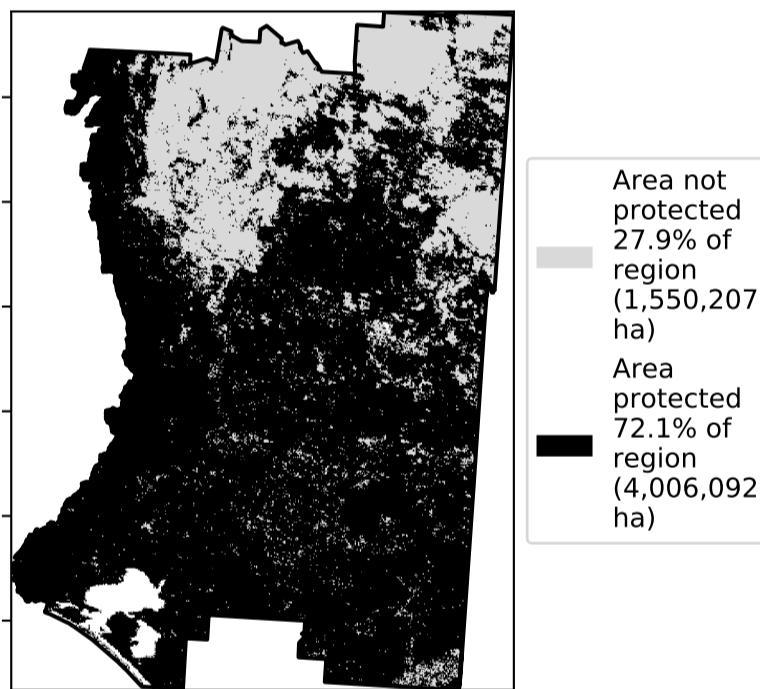 Area not
protected
27.9% of
region
(1,550,207
ha)
Area
protected
72.1% of
region
(4,006,092
ha)